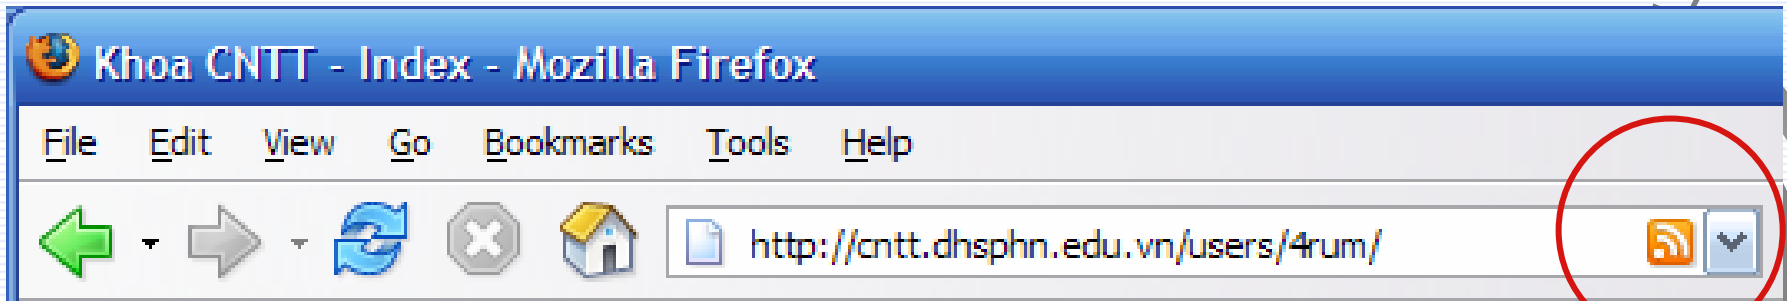 Khoa CNTT - Index - Mozilla Firefox
File Edit View Go Bookmarks Tools Help
http://cntt.dhsphn.edu.vn/users/4rum/